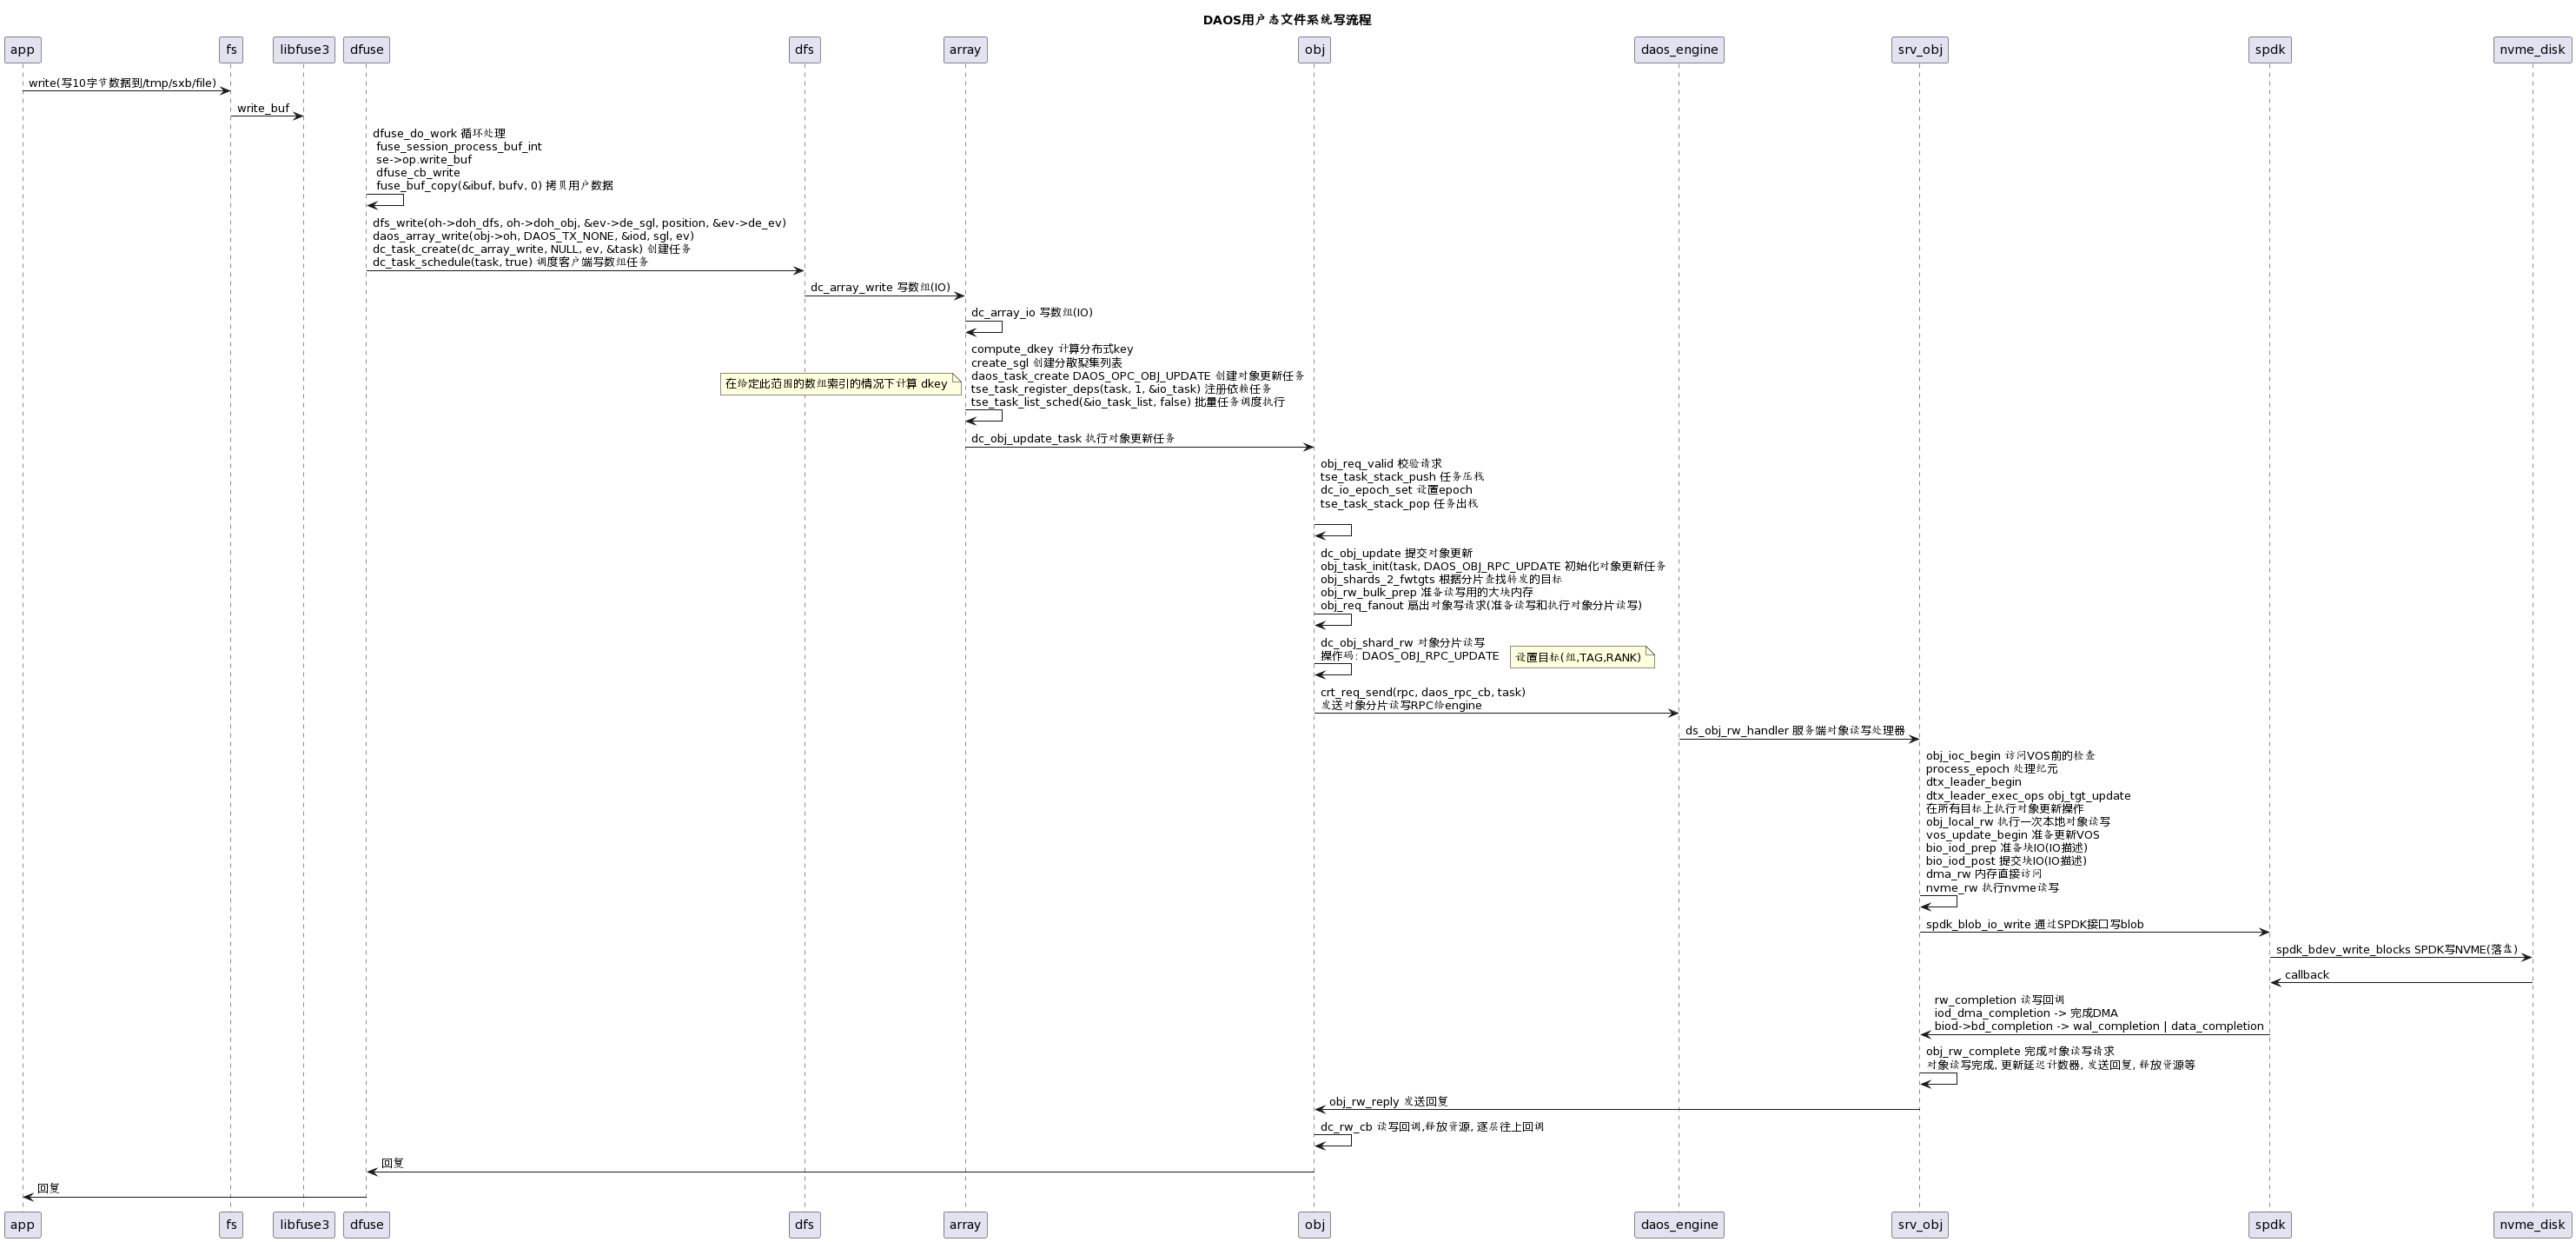 DAOS用户态文件系统写流程
app
fs
libfuse3
dfuse
dfs
array
obj
daos_engine
srv_obj
spdk
nvme_disk
write(写10字节数据到/tmp/sxb/file)
write_buf
dfuse_do_work 循环处理
fuse_session_process_buf_int
se->op.write_buf
dfuse_cb_write
fuse_buf_copy(&ibuf, bufv, 0) 拷贝用户数据
dfs_write(oh->doh_dfs, oh->doh_obj, &ev->de_sgl, position, &ev->de_ev)
daos_array_write(obj->oh, DAOS_TX_NONE, &iod, sgl, ev)
dc_task_create(dc_array_write, NULL, ev, &task) 创建任务
dc_task_schedule(task, true) 调度客户端写数组任务
dc_array_write 写数组(IO)
dc_array_io 写数组(IO)
compute_dkey 计算分布式key
create_sgl 创建分散聚集列表
daos_task_create DAOS_OPC_OBJ_UPDATE 创建对象更新任务
tse_task_register_deps(task, 1, &io_task) 注册依赖任务
tse_task_list_sched(&io_task_list, false) 批量任务调度执行
在给定此范围的数组索引的情况下计算 dkey
dc_obj_update_task 执行对象更新任务
obj_req_valid 校验请求
tse_task_stack_push 任务压栈
dc_io_epoch_set 设置epoch
tse_task_stack_pop 任务出栈
dc_obj_update 提交对象更新
obj_task_init(task, DAOS_OBJ_RPC_UPDATE 初始化对象更新任务
obj_shards_2_fwtgts 根据分片查找转发的目标
obj_rw_bulk_prep 准备读写用的大块内存
obj_req_fanout 扇出对象写请求(准备读写和执行对象分片读写)
dc_obj_shard_rw 对象分片读写
操作码: DAOS_OBJ_RPC_UPDATE
设置目标(组,TAG,RANK)
crt_req_send(rpc, daos_rpc_cb, task)
发送对象分片读写RPC给engine
ds_obj_rw_handler 服务端对象读写处理器
obj_ioc_begin 访问VOS前的检查
process_epoch 处理纪元
dtx_leader_begin
dtx_leader_exec_ops obj_tgt_update
在所有目标上执行对象更新操作
obj_local_rw 执行一次本地对象读写
vos_update_begin 准备更新VOS
bio_iod_prep 准备块IO(IO描述)
bio_iod_post 提交块IO(IO描述)
dma_rw 内存直接访问
nvme_rw 执行nvme读写
spdk_blob_io_write 通过SPDK接口写blob
spdk_bdev_write_blocks SPDK写NVME(落盘)
callback
rw_completion 读写回调
iod_dma_completion -> 完成DMA
biod->bd_completion -> wal_completion | data_completion
obj_rw_complete 完成对象读写请求
对象读写完成, 更新延迟计数器, 发送回复, 释放资源等
obj_rw_reply 发送回复
dc_rw_cb 读写回调,释放资源, 逐层往上回调
回复
回复
app
fs
libfuse3
dfuse
dfs
array
obj
daos_engine
srv_obj
spdk
nvme_disk